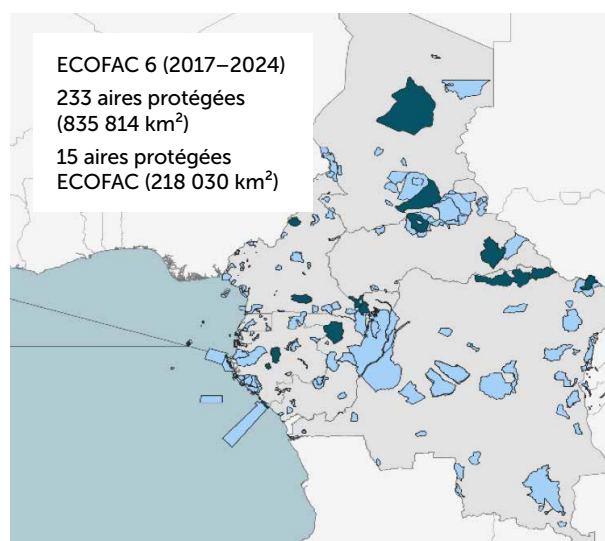 ECOFAC 6 (2017–2024)
233 aires protégées
(835 814 km²)
15 aires protégées
ECOFAC (218 030 km²)